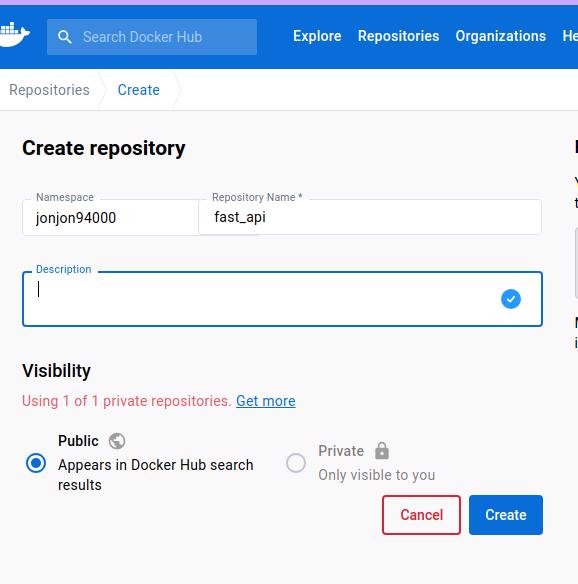 Search Docker Hub
Explore Repositories Organizations He
Repositories Create
Create repository
Namespace Repository Name *
jonjon94000 fast_api
Description
Visibility
Using 1 of 1 private repositories. Get more
Public
Appears in Docker Hub search
results
Private
Only visible to you
Cancel Create